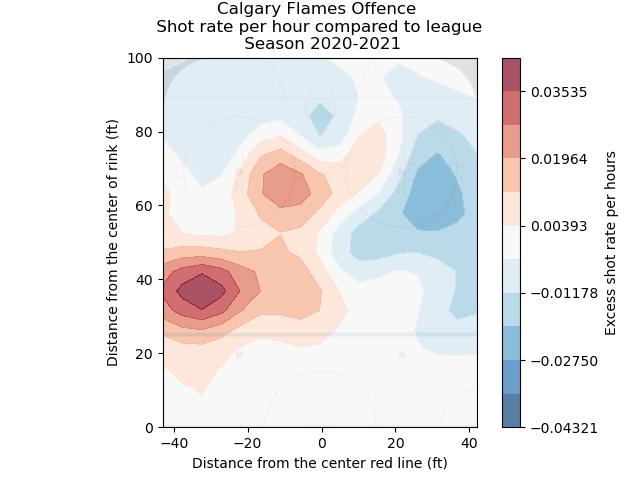 Calgary Flames Offence
Shot rate per hour compared to league
Season 2020-2021
100
80
60
40
20
0
Distance from the center of rink (ft)
−40
−20
0
20
40
Distance from the center red line (ft)
0.03535
0.01964
0.00393
−0.01178
−0.02750
−0.04321
Excess shot rate per hours